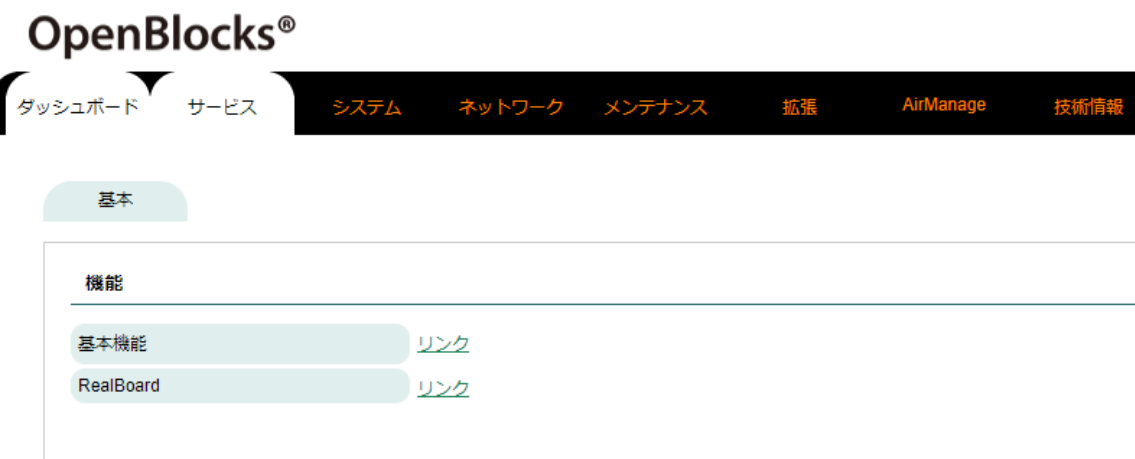 OpenBlocks®
ダッシュボード サービス システム ネットワーク メンテナンス 拡張 AirManage 技術情報
基本
機能
基本機能 リンク
RealBoard リンク